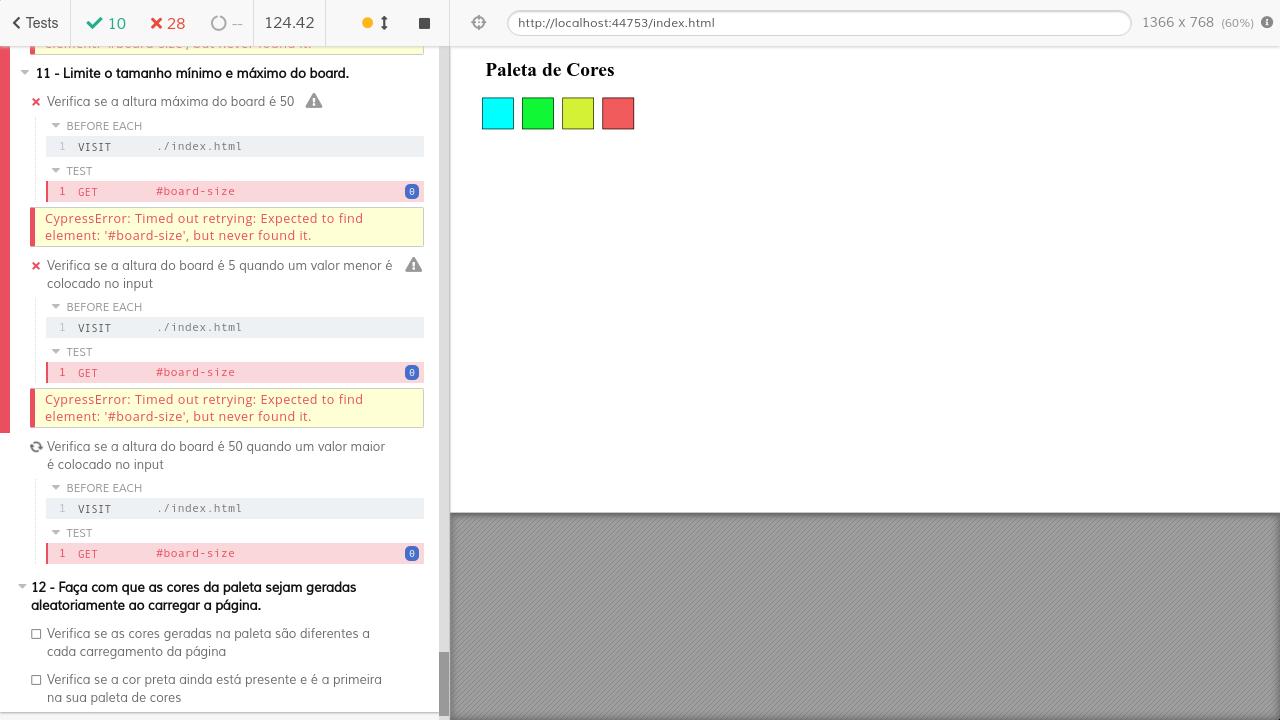 Tests
10
28
--
124.42
http://localhost:44753/index.html
1366 x 768 (60%)
element: '#board-size', but never found it.
11 - Limite o tamanho mínimo e máximo do board.
Verifica se a altura máxima do board é 50
BEFORE EACH
1 VISIT ./index.html
TEST
1 GET #board-size 0
CypressError: Timed out retrying: Expected to find
element: '#board-size', but never found it.
Verifica se a altura do board é 5 quando um valor menor é
colocado no input
BEFORE EACH
1 VISIT ./index.html
TEST
1 GET #board-size 0
CypressError: Timed out retrying: Expected to find
element: '#board-size', but never found it.
Verifica se a altura do board é 50 quando um valor maior
é colocado no input
BEFORE EACH
1 VISIT ./index.html
TEST
1 GET #board-size 0
12 - Faça com que as cores da paleta sejam geradas
aleatoriamente ao carregar a página.
Verifica se as cores geradas na paleta são diferentes a
cada carregamento da página
Verifica se a cor preta ainda está presente e é a primeira
na sua paleta de cores
Paleta de Cores